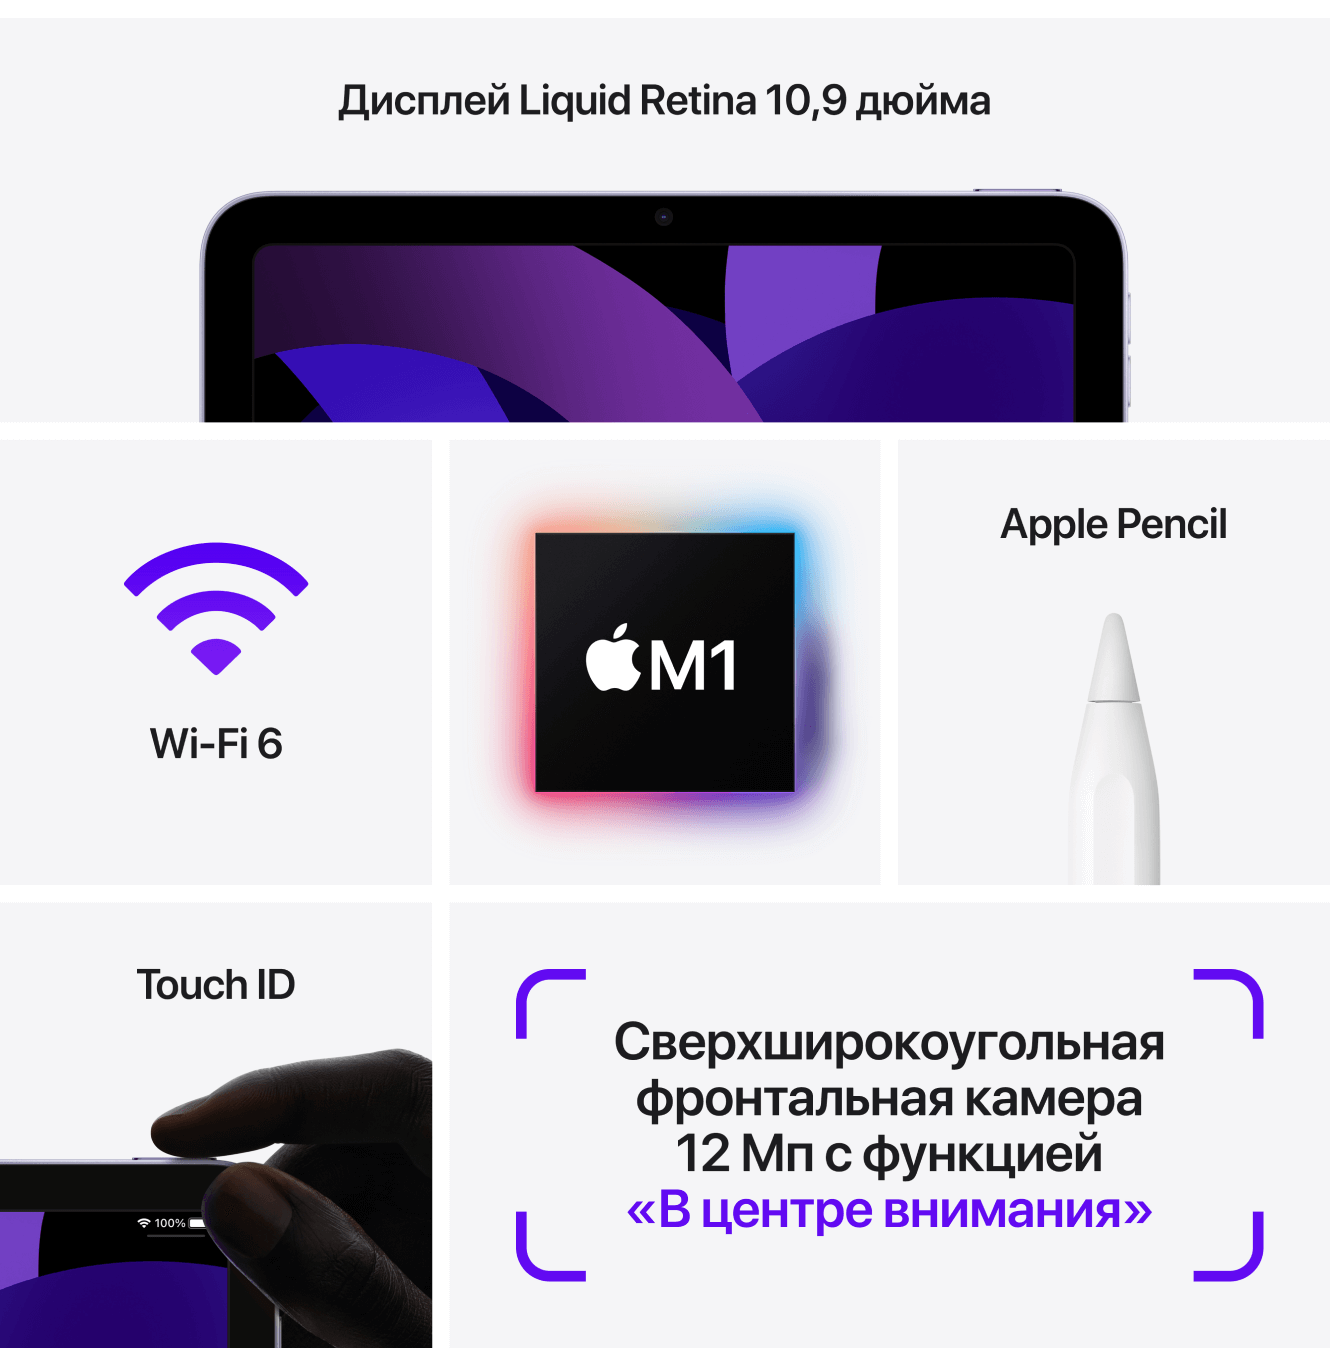 Дисплей Liquid Retina 10,9 дюйма
M1
Apple Pencil
Wi-Fi 6
Touch ID
100%
Сверхширокоугольная
фронтальная камера
12 Мп с функцией
«В центре внимания»